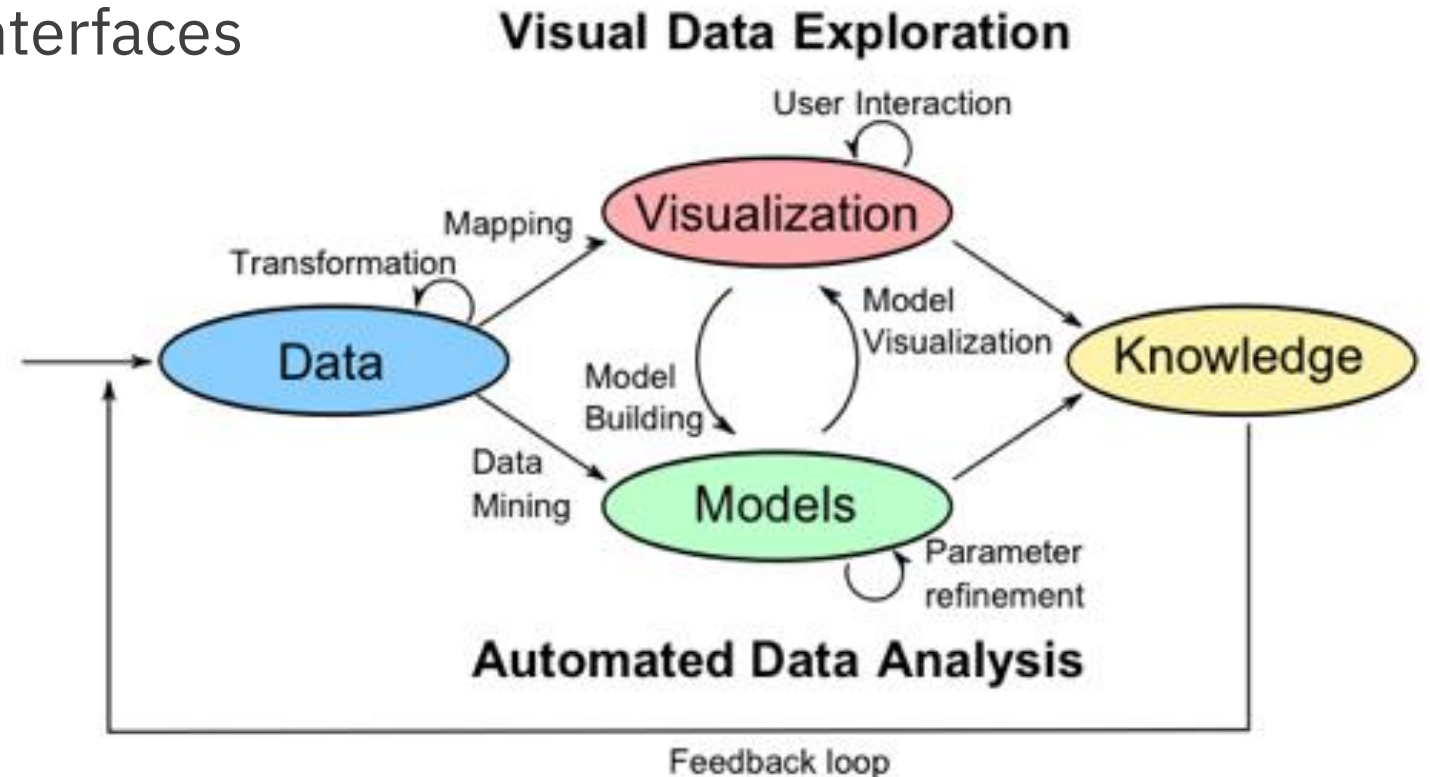 nterfaces
Visual Data Exploration
User Interaction
Visualization
Mapping
Transformation
Data
Model
Visualization
Knowledge
Model
Building
Data
Mining
Models
Parameter
refinement
Automated Data Analysis
Feedback loop